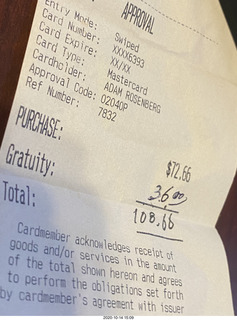 APPROVAL
Entry Mode: Swiped
Card Number: XXXX6393
Card Expire: XX/XX
Card Type: Mastercard
Cardholder: ADAM ROSENBERG
Approval Code: 02040P
Ref Number: 7832
PURCHASE: $72.66
Gratuity: 36.00
Total: 108.66
Cardmember acknowledges receipt of
goods and/or services in the amount
of the total shown hereon and agrees
to perform the obligations set forth
by cardmember's agreement with issuer
2020-10-14 15:09